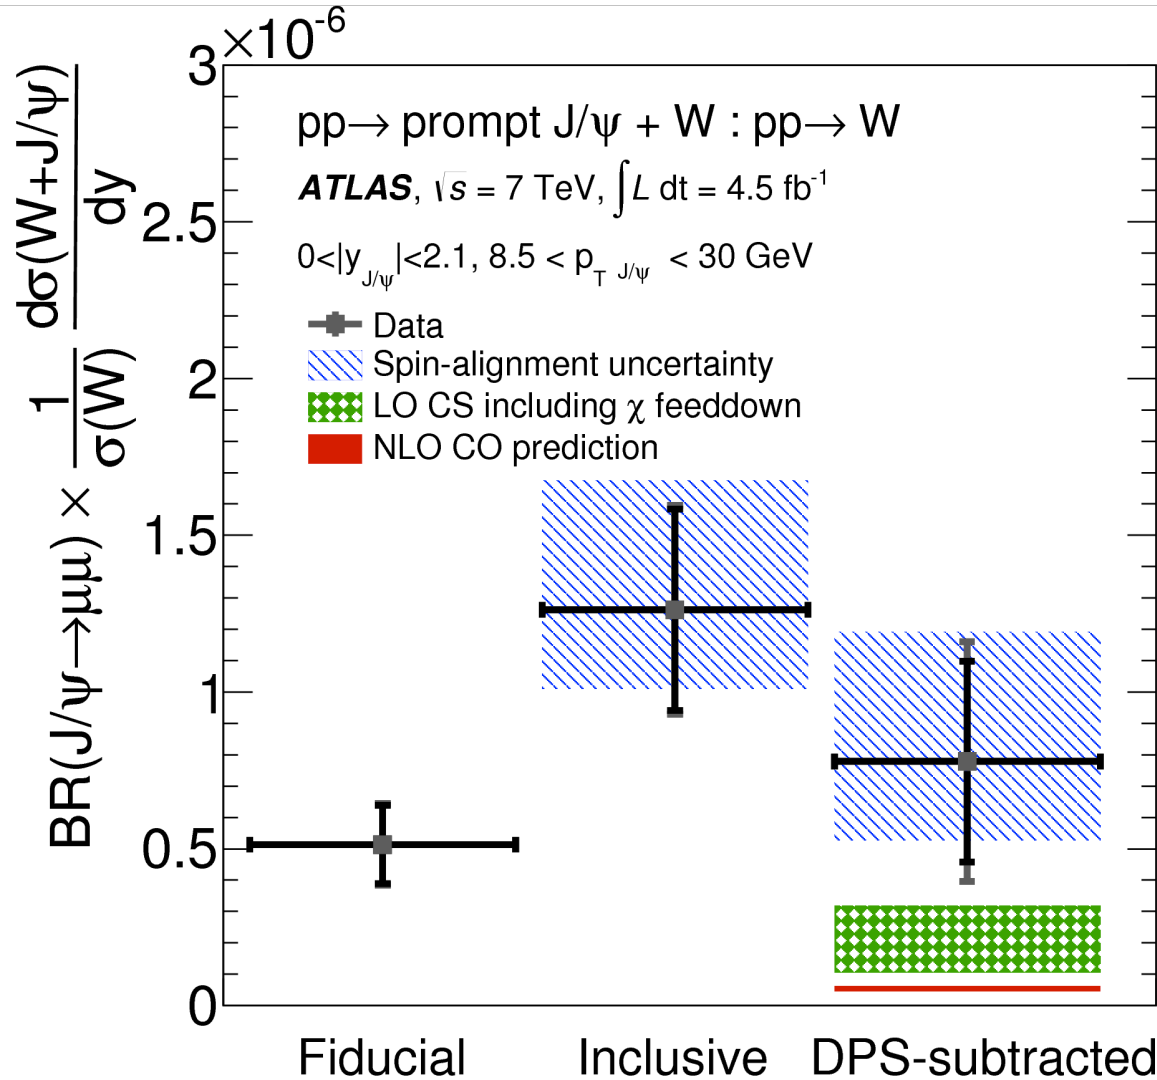 ×10⁻⁶
BR(J/ψ→μμ) × 1/σ(W) dσ(W+J/ψ)/dy
3
2.5
2
1.5
1
0.5
0
pp→ prompt J/ψ + W : pp→ W
ATLAS, √s = 7 TeV, ∫L dt = 4.5 fb⁻¹
0<|y_J/ψ|<2.1, 8.5 < p_T J/ψ < 30 GeV
Data
Spin-alignment uncertainty
LO CS including χ feeddown
NLO CO prediction
Fiducial Inclusive DPS-subtracted